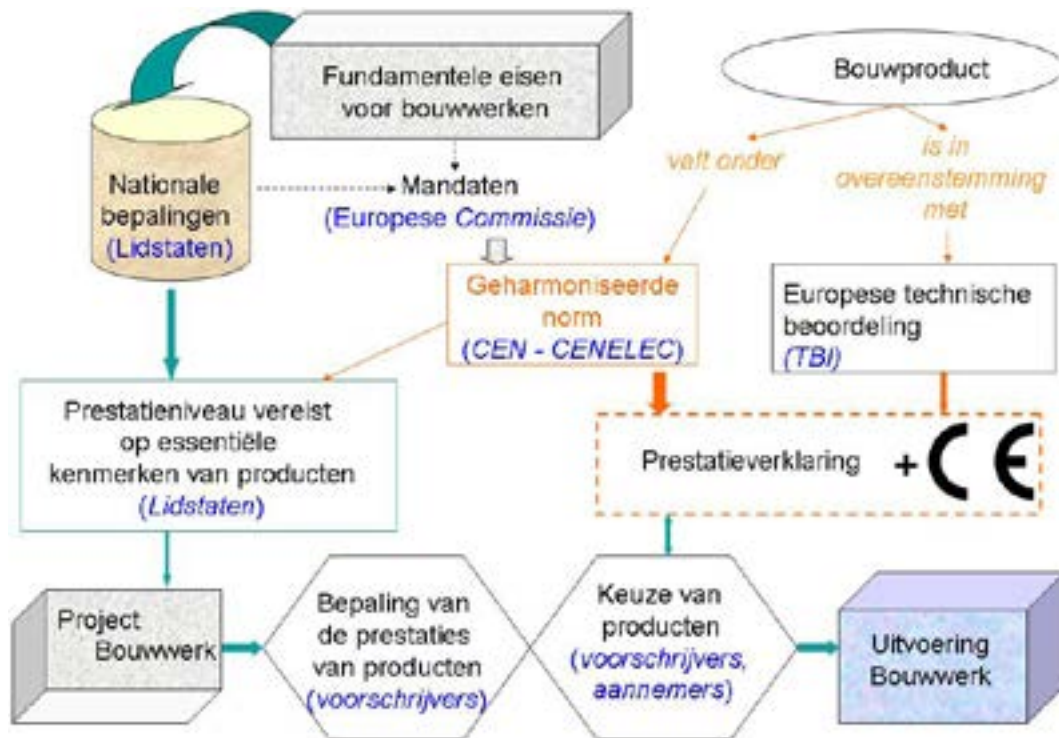 Fundamentele eisen
voor bouwwerken
Bouwproduct
Nationale
bepalingen
(Lidstaten)
Mandaten
(Europese Commissie)
valt onder
is in
overeenstemming
met
Geharmoniseerde
norm
(CEN - CENELEC)
Europese technische
beoordeling
(TBI)
Prestatieniveau vereist
op essentiële
kenmerken van producten
(Lidstaten)
Prestatieverklaring + CE
Project
Bouwwerk
Bepaling van
de prestaties
van producten
(voorschrijvers)
Keuze van
producten
(voorschrijvers,
aannemers)
Uitvoering
Bouwwerk